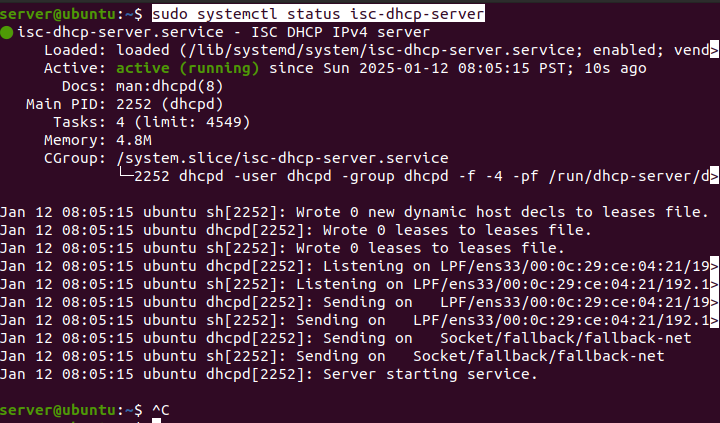 server@ubuntu:~$ sudo systemctl status isc-dhcp-server
● isc-dhcp-server.service - ISC DHCP IPv4 server
     Loaded: loaded (/lib/systemd/system/isc-dhcp-server.service; enabled; vend>
     Active: active (running) since Sun 2025-01-12 08:05:15 PST; 10s ago
       Docs: man:dhcpd(8)
   Main PID: 2252 (dhcpd)
      Tasks: 4 (limit: 4549)
     Memory: 4.8M
     CGroup: /system.slice/isc-dhcp-server.service
             └─2252 dhcpd -user dhcpd -group dhcpd -f -4 -pf /run/dhcp-server/d>
Jan 12 08:05:15 ubuntu sh[2252]: Wrote 0 new dynamic host decls to leases file.
Jan 12 08:05:15 ubuntu dhcpd[2252]: Wrote 0 leases to leases file.
Jan 12 08:05:15 ubuntu sh[2252]: Wrote 0 leases to leases file.
Jan 12 08:05:15 ubuntu dhcpd[2252]: Listening on LPF/ens33/00:0c:29:ce:04:21/19>
Jan 12 08:05:15 ubuntu sh[2252]: Listening on LPF/ens33/00:0c:29:ce:04:21/192.1>
Jan 12 08:05:15 ubuntu dhcpd[2252]: Sending on   LPF/ens33/00:0c:29:ce:04:21/19>
Jan 12 08:05:15 ubuntu sh[2252]: Sending on   LPF/ens33/00:0c:29:ce:04:21/192.1>
Jan 12 08:05:15 ubuntu dhcpd[2252]: Sending on   Socket/fallback/fallback-net
Jan 12 08:05:15 ubuntu sh[2252]: Sending on   Socket/fallback/fallback-net
Jan 12 08:05:15 ubuntu dhcpd[2252]: Server starting service.
server@ubuntu:~$ ^C